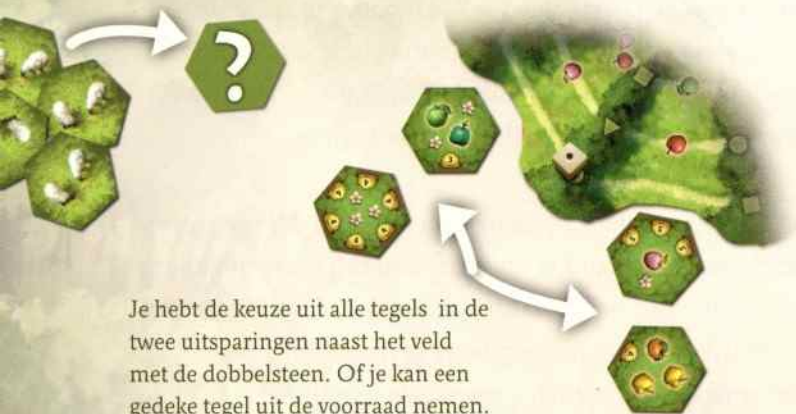 ?
Je hebt de keuze uit alle tegels in de
twee uitsparingen naast het veld
met de dobbelsteen. Of je kan een
gedeke tegel uit de voorraad nemen.